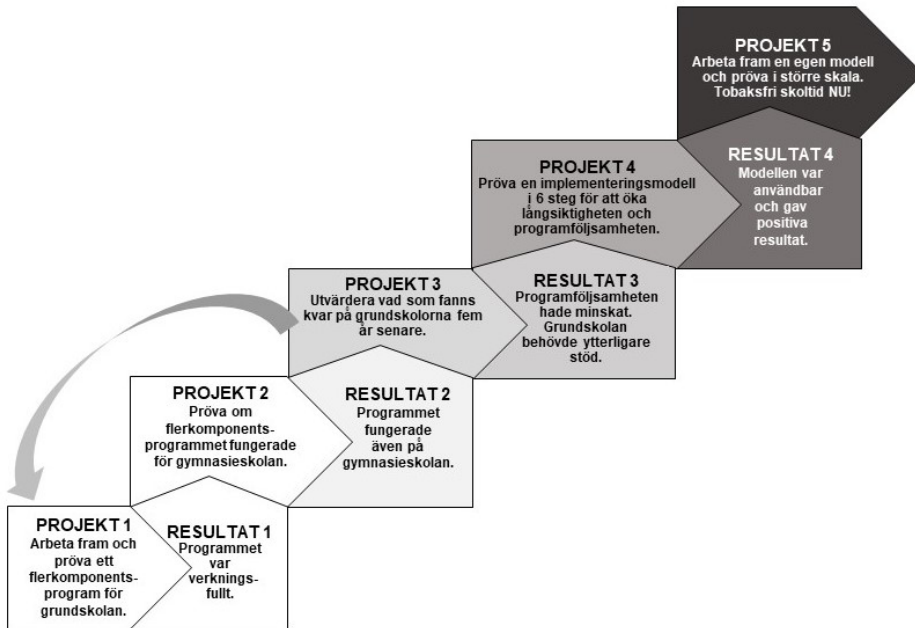 PROJEKT 1
Arbeta fram och
pröva ett
flerkomponents-
program för
grundskolan.
RESULTAT 1
Programmet
var
verknings-
fullt.
PROJEKT 2
Pröva om
flerkomponents-
programmet fungerade
för gymnasieskolan.
RESULTAT 2
Programmet
fungerade
även på
gymnasieskolan.
PROJEKT 3
Utvärdera vad som fanns
kvar på grundskolorna fem
år senare.
RESULTAT 3
Programföljsamheten
hade minskat.
Grundskolan
behövde ytterligare
stöd.
PROJEKT 4
Pröva en implementeringsmodell
i 6 steg för att öka
långsiktigheten och
programföljsamheten.
RESULTAT 4
Modellen var
användbar
och gav
positiva
resultat.
PROJEKT 5
Arbeta fram en egen modell
och pröva i större skala.
Tobaksfri skoltid NU!